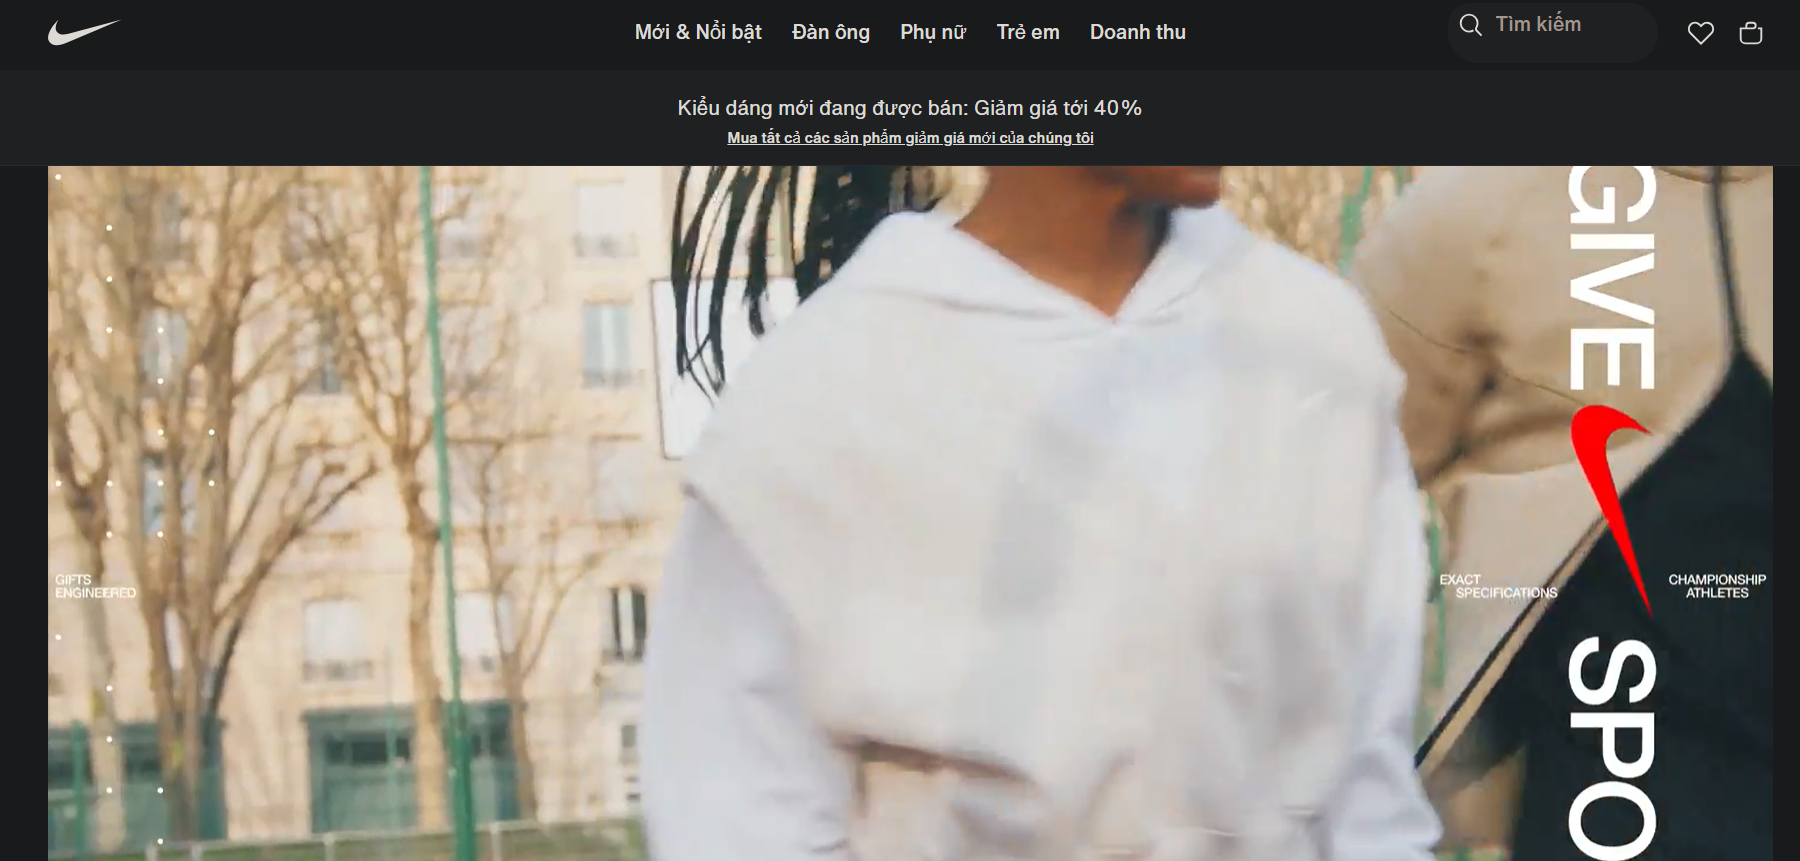 Mới & Nổi bật
Đàn ông
Phụ nữ
Trẻ em
Doanh thu
Tìm kiếm
Kiểu dáng mới đang được bán: Giảm giá tới 40%
Mua tất cả các sản phẩm giảm giá mới của chúng tôi
GIFTS
ENGINEERED
EXACT
SPECIFICATIONS
GIVE
SPO
CHAMPIONSHIP
ATHLETES